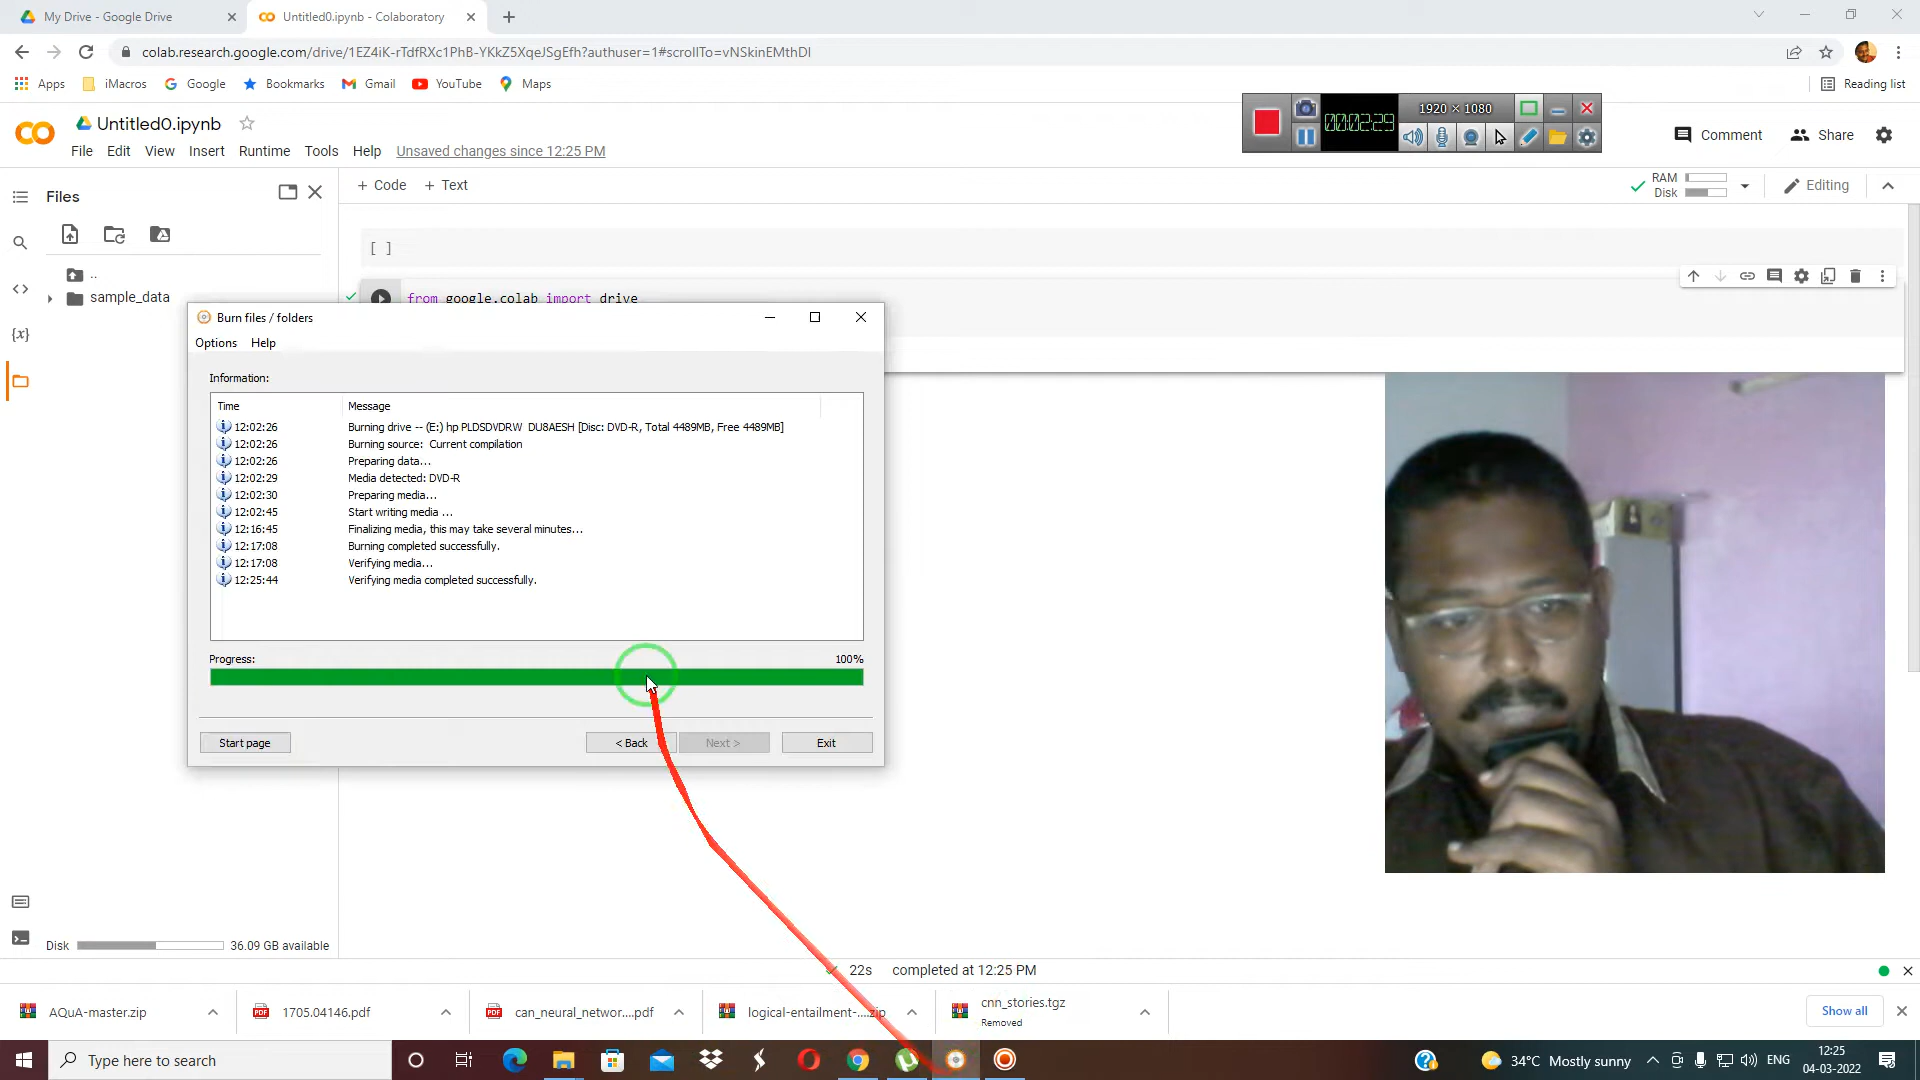 My Drive - Google Drive
Untitled0.ipynb - Colaboratory
colab.research.google.com/drive/1EZ4iK-rTdfRXc1PhB-YKkZ5XqeJSgEfh?authuser=1#scrollTo=vNSkinEMthDI
Apps iMacros Google Bookmarks Gmail YouTube Maps Reading list
Untitled0.ipynb
00:02:29 1920 × 1080
Comment Share
File Edit View Insert Runtime Tools Help Unsaved changes since 12:25 PM
Files
+ Code + Text
RAM
Disk
Editing
[ ]
..
sample_data
from google.colab import drive
{x}
Burn files / folders
Options Help
Information:
Time Message
12:02:26 Burning drive -- (E:) hp PLDSDVDRW DU8AESH [Disc: DVD-R, Total 4489MB, Free 4489MB]
12:02:26 Burning source: Current compilation
12:02:26 Preparing data...
12:02:29 Media detected: DVD-R
12:02:30 Preparing media...
12:02:45 Start writing media ...
12:16:45 Finalizing media, this may take several minutes...
12:17:08 Burning completed successfully.
12:17:08 Verifying media...
12:25:44 Verifying media completed successfully.
Progress: 100%
Start page < Back Next > Exit
Disk 36.09 GB available
22s completed at 12:25 PM
AQuA-master.zip
1705.04146.pdf
can_neural_networ....pdf
logical-entailment-....zip
cnn_stories.tgz
Removed
Show all
Type here to search
34°C Mostly sunny
ENG
12:25
04-03-2022